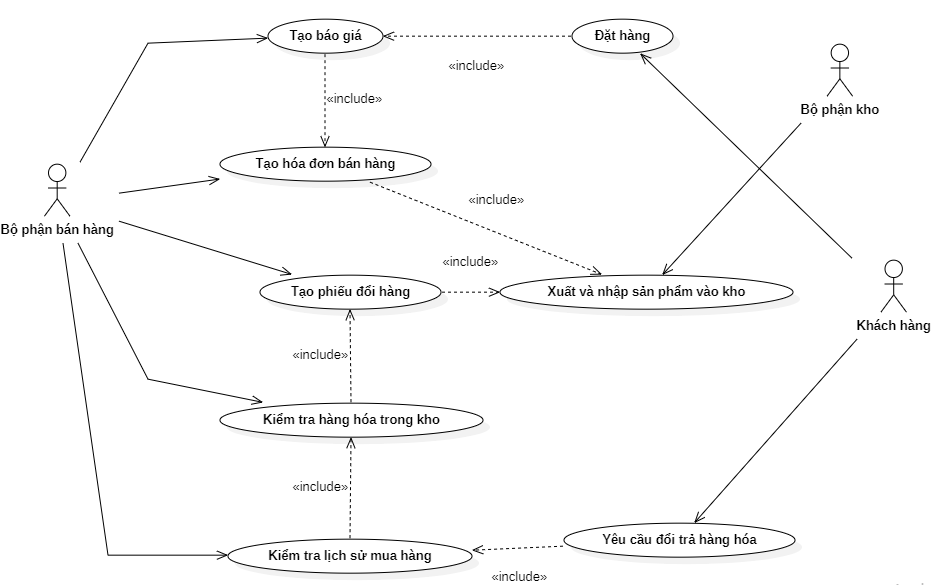 Tạo báo giá
Đặt hàng
«include»
«include»
Bộ phận kho
Tạo hóa đơn bán hàng
«include»
Bộ phận bán hàng
«include»
Tạo phiếu đổi hàng
Xuất và nhập sản phẩm vào kho
Khách hàng
«include»
Kiểm tra hàng hóa trong kho
«include»
Yêu cầu đổi trả hàng hóa
Kiểm tra lịch sử mua hàng
«include»